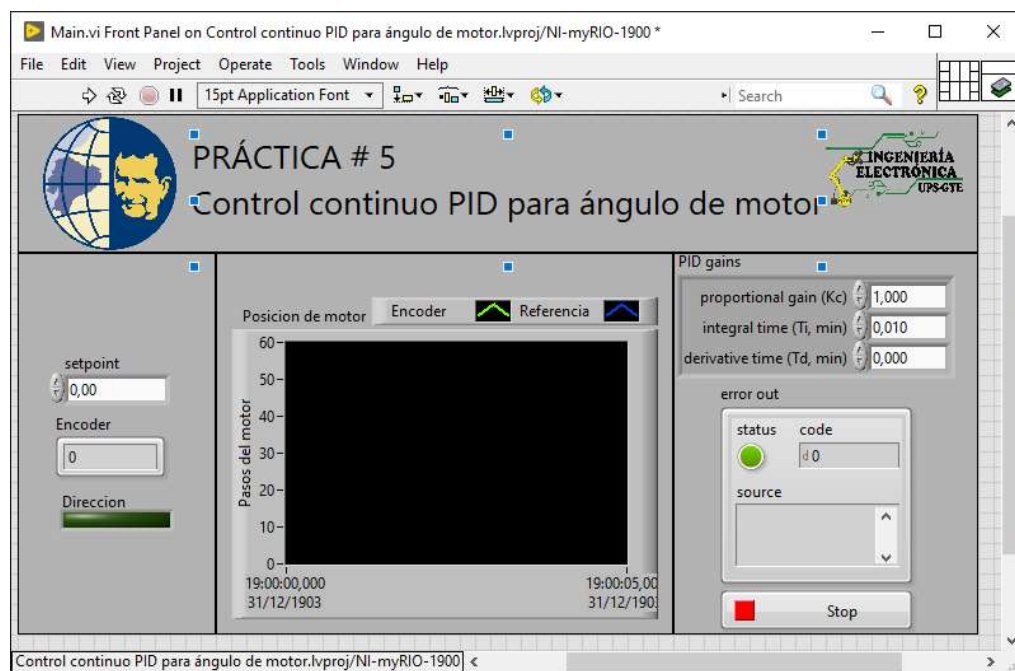 Main.vi Front Panel on Control continuo PID para ángulo de motor.lvproj/NI-myRIO-1900 *
File Edit View Project Operate Tools Window Help
15pt Application Font
Search
PRÁCTICA # 5
Control continuo PID para ángulo de motor
INGENIERÍA
ELECTRÓNICA
UPS-GYE
setpoint
0,00
Encoder
0
Direccion
Posicion de motor
Encoder
Referencia
Pasos del motor
60
50
40
30
20
10
0
19:00:00,000
31/12/1903
19:00:05,00
31/12/190
PID gains
proportional gain (Kc) 1,000
integral time (Ti, min) 0,010
derivative time (Td, min) 0,000
error out
status code
d 0
source
Stop
Control continuo PID para ángulo de motor.lvproj/NI-myRIO-1900